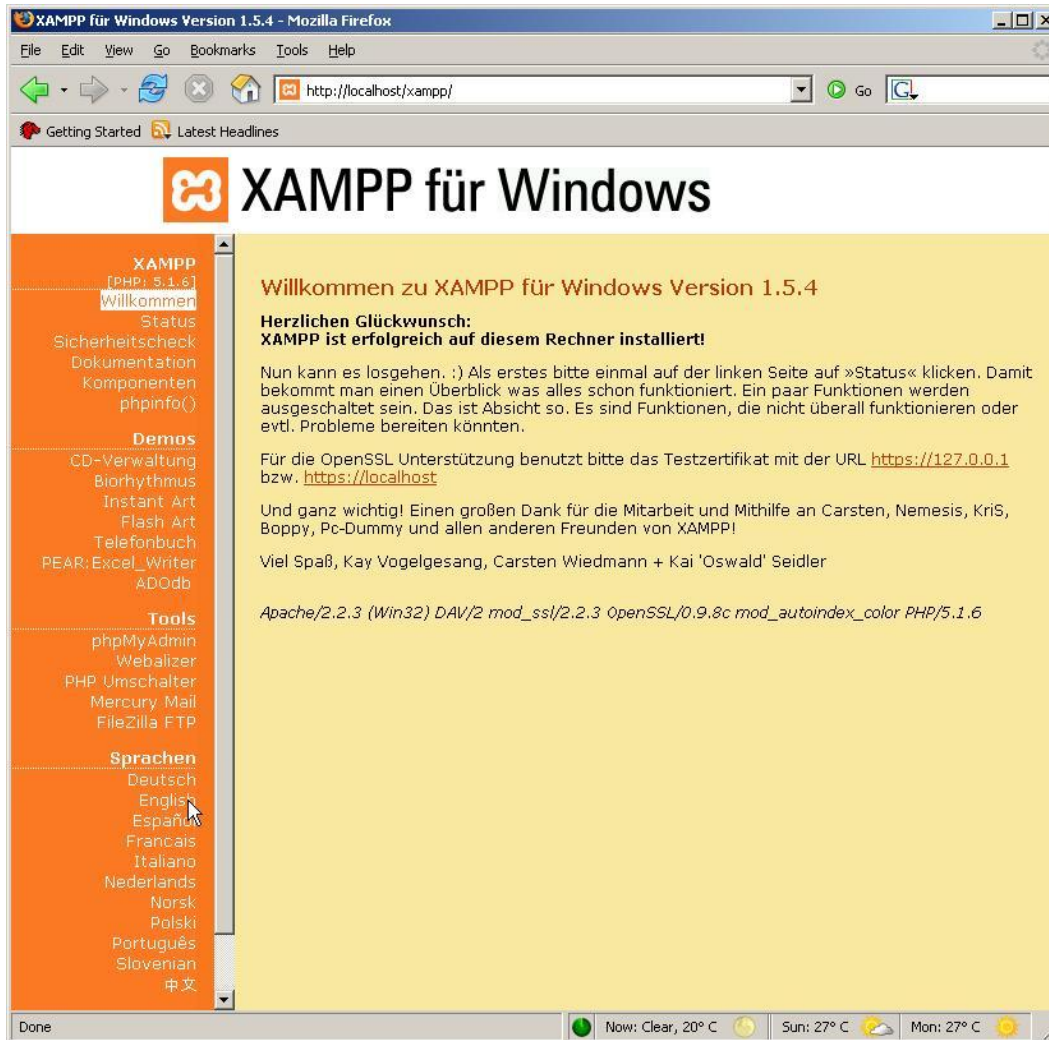 XAMPP für Windows Version 1.5.4 - Mozilla Firefox
File Edit View Go Bookmarks Tools Help
http://localhost/xampp/ Go G
Getting Started Latest Headlines
XAMPP für Windows
XAMPP
[PHP: 5.1.6]
Willkommen
Status
Sicherheitscheck
Dokumentation
Komponenten
phpinfo()
Demos
CD-Verwaltung
Biorhythmus
Instant Art
Flash Art
Telefonbuch
PEAR:Excel_Writer
ADOdb
Tools
phpMyAdmin
Webalizer
PHP Umschalter
Mercury Mail
FileZilla FTP
Sprachen
Deutsch
English
Español
Francais
Italiano
Nederlands
Norsk
Polski
Português
Slovenian
中文
Willkommen zu XAMPP für Windows Version 1.5.4
Herzlichen Glückwunsch:
XAMPP ist erfolgreich auf diesem Rechner installiert!
Nun kann es losgehen. :) Als erstes bitte einmal auf der linken Seite auf »Status« klicken. Damit
bekommt man einen Überblick was alles schon funktioniert. Ein paar Funktionen werden
ausgeschaltet sein. Das ist Absicht so. Es sind Funktionen, die nicht überall funktionieren oder
evtl. Probleme bereiten könnten.
Für die OpenSSL Unterstützung benutzt bitte das Testzertifikat mit der URL https://127.0.0.1
bzw. https://localhost
Und ganz wichtig! Einen großen Dank für die Mitarbeit und Mithilfe an Carsten, Nemesis, KriS,
Boppy, Pc-Dummy und allen anderen Freunden von XAMPP!
Viel Spaß, Kay Vogelgesang, Carsten Wiedmann + Kai 'Oswald' Seidler
Apache/2.2.3 (Win32) DAV/2 mod_ssl/2.2.3 OpenSSL/0.9.8c mod_autoindex_color PHP/5.1.6
Done Now: Clear, 20° C Sun: 27° C Mon: 27° C